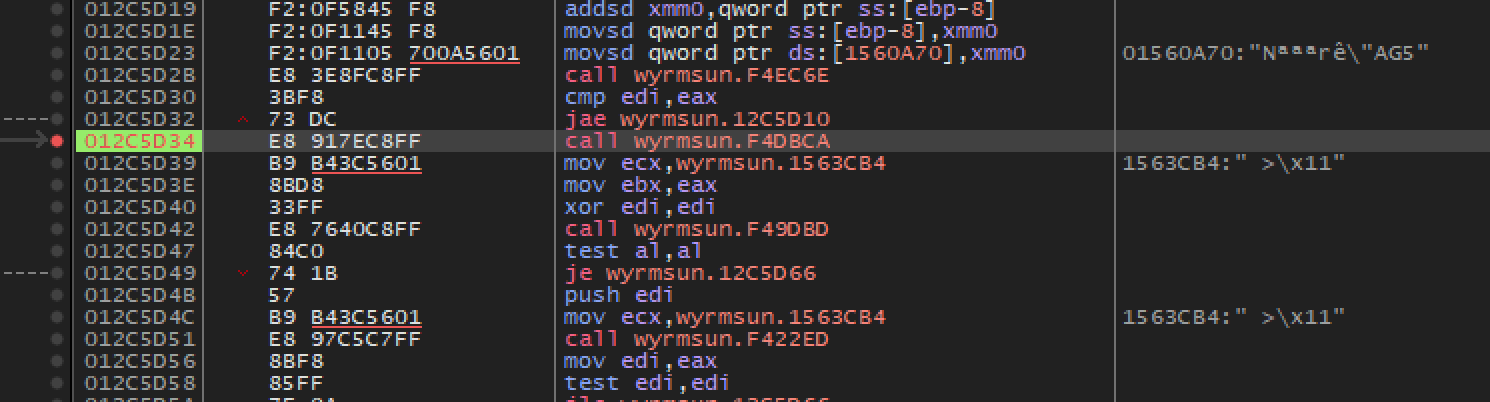 012C5D19 F2:0F5845 F8 addsd xmm0,qword ptr ss:[ebp-8]
012C5D1E F2:0F1145 F8 movsd qword ptr ss:[ebp-8],xmm0
012C5D23 F2:0F1105 700A5601 movsd qword ptr ds:[1560A70],xmm0 01560A70:"NªªªrÊ\"AG5"
012C5D2B E8 3E8FC8FF call wyrmsun.F4EC6E
012C5D30 3BF8 cmp edi,eax
012C5D32 73 DC jae wyrmsun.12C5D10
012C5D34 E8 917EC8FF call wyrmsun.F4DBCA
012C5D39 B9 B43C5601 mov ecx,wyrmsun.1563CB4 1563CB4:" >\x11"
012C5D3E 8BD8 mov ebx,eax
012C5D40 33FF xor edi,edi
012C5D42 E8 7640C8FF call wyrmsun.F49DBD
012C5D47 84C0 test al,al
012C5D49 74 1B je wyrmsun.12C5D66
012C5D4B 57 push edi
012C5D4C B9 B43C5601 mov ecx,wyrmsun.1563CB4 1563CB4:" >\x11"
012C5D51 E8 97C5C7FF call wyrmsun.F422ED
012C5D56 8BF8 mov edi,eax
012C5D58 85FF test edi,edi